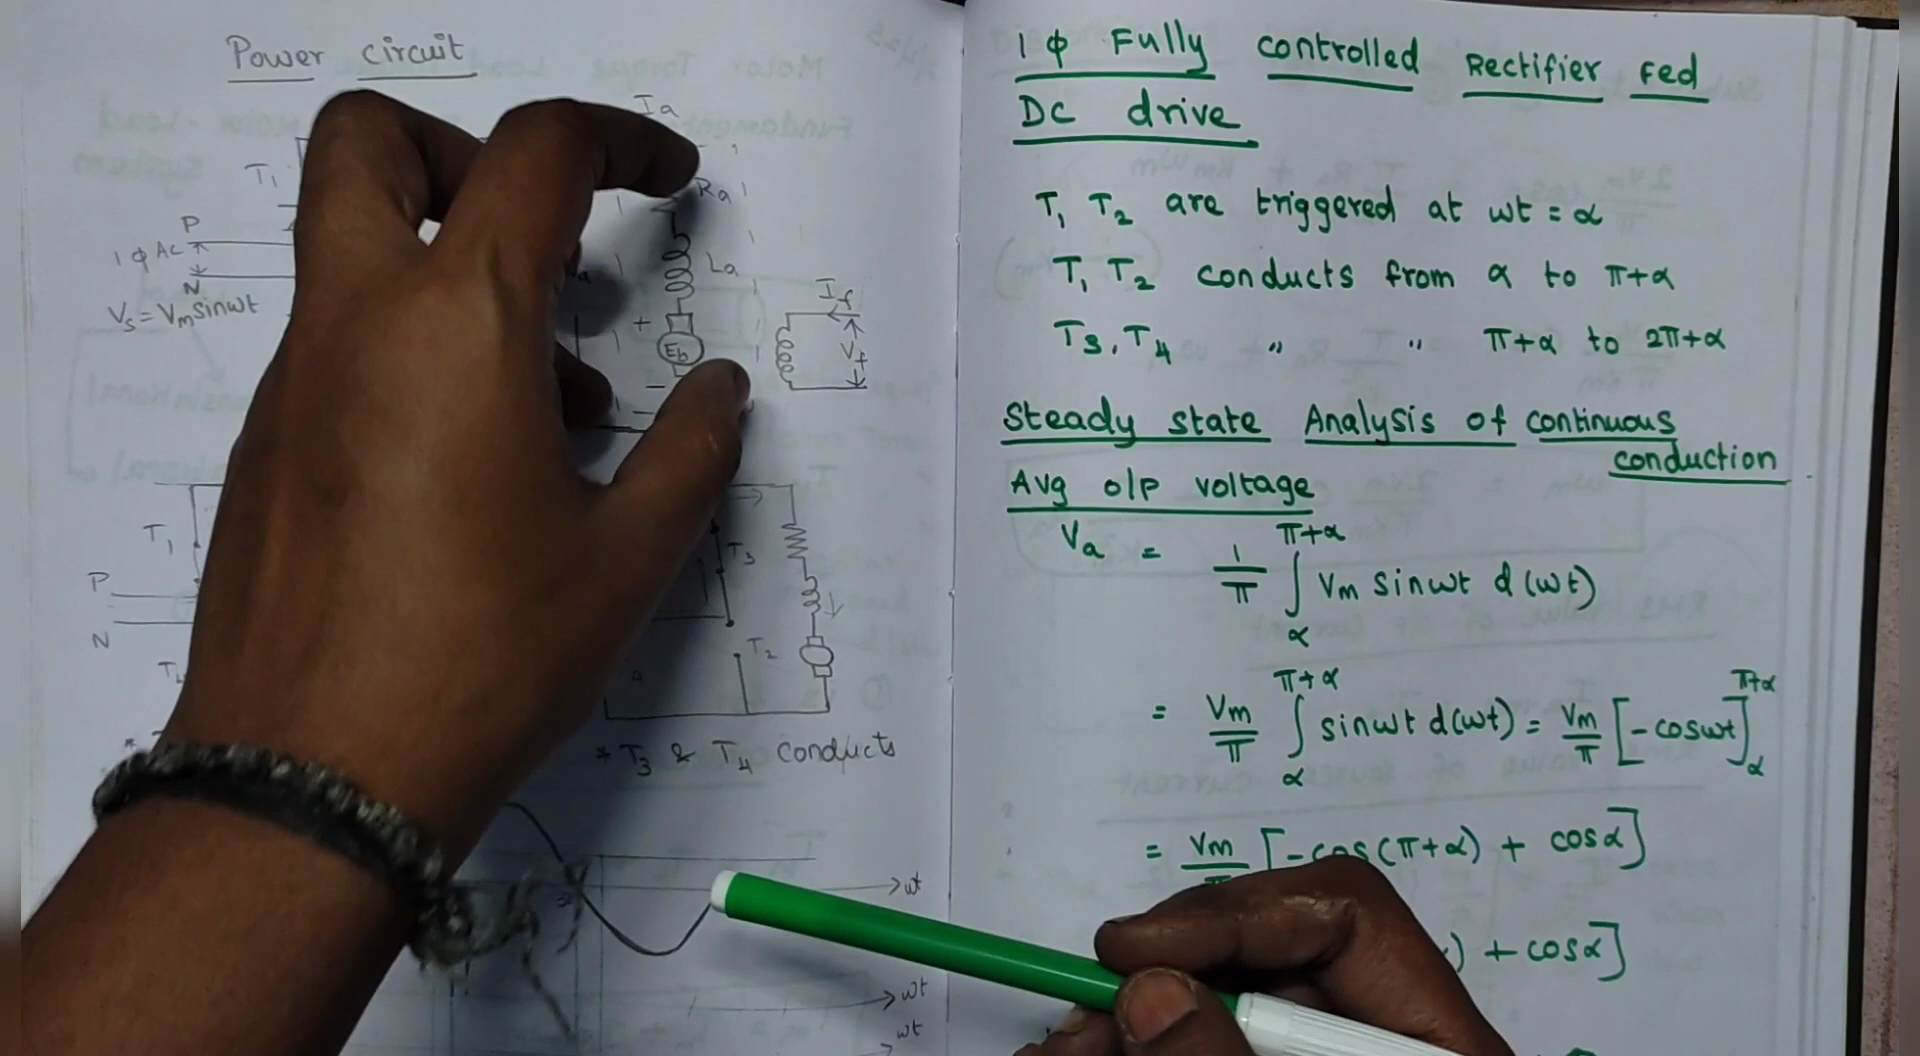 Power circuit
Ia
T1
Ra
P
1 ϕ AC
N
La
Vs = Vm sinωt
+
Eb
−
If
Vf
T1
T3
P
N
T2
* T3 & T4 conducts
ωt
ωt
ωt
1 ϕ Fully controlled Rectifier Fed
DC drive
T1 T2 are triggered at ωt = α
T1 T2 conducts from α to π+α
T3, T4 〃 〃 π+α to 2π+α
Steady state Analysis of continuous
conduction
Avg o/p voltage
Va = 1/π ∫α^π+α Vm sinωt d(ωt)
= Vm/π ∫α^π+α sinωt d(ωt) = Vm/π [-cosωt]α^π+α
= Vm/π [-cos(π+α) + cosα]
) + cosα]